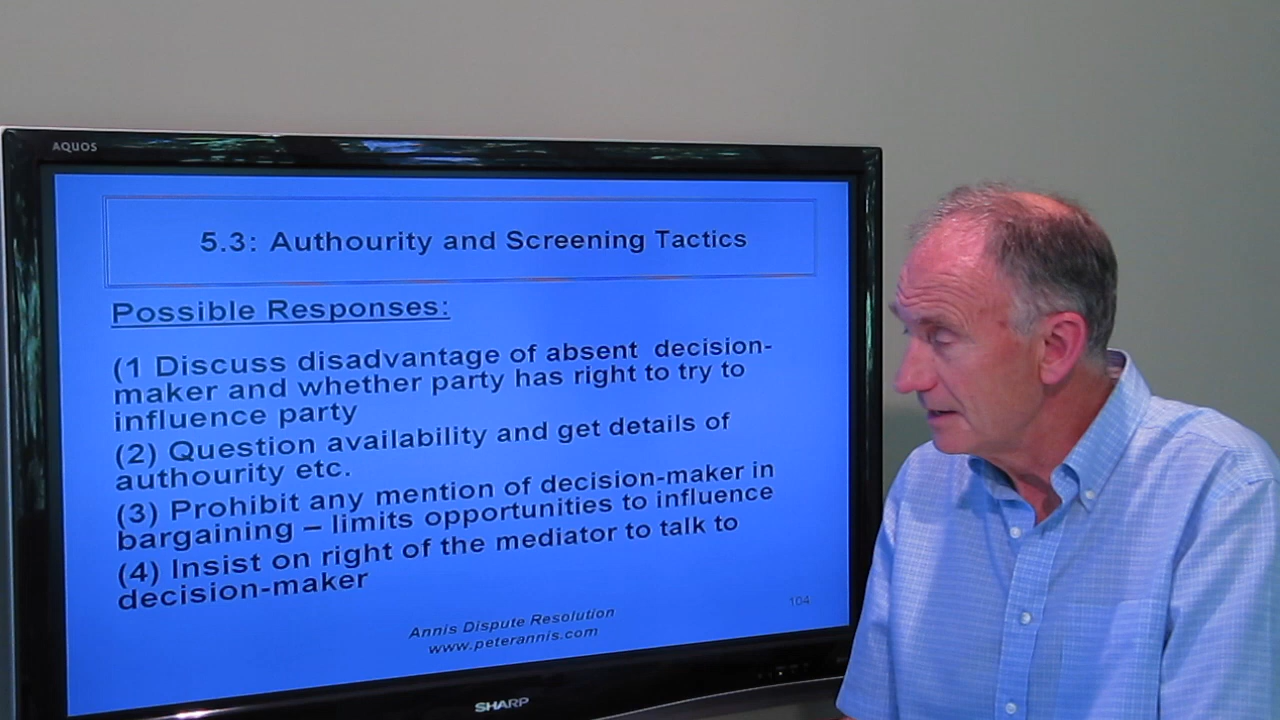 AQUOS
5.3: Authourity and Screening Tactics
Possible Responses:
(1 Discuss disadvantage of absent decision-
maker and whether party has right to try to
influence party
(2) Question availability and get details of
authourity etc.
(3) Prohibit any mention of decision-maker in
bargaining – limits opportunities to influence
(4) Insist on right of the mediator to talk to
decision-maker
104
Annis Dispute Resolution
www.peterannis.com
SHARP